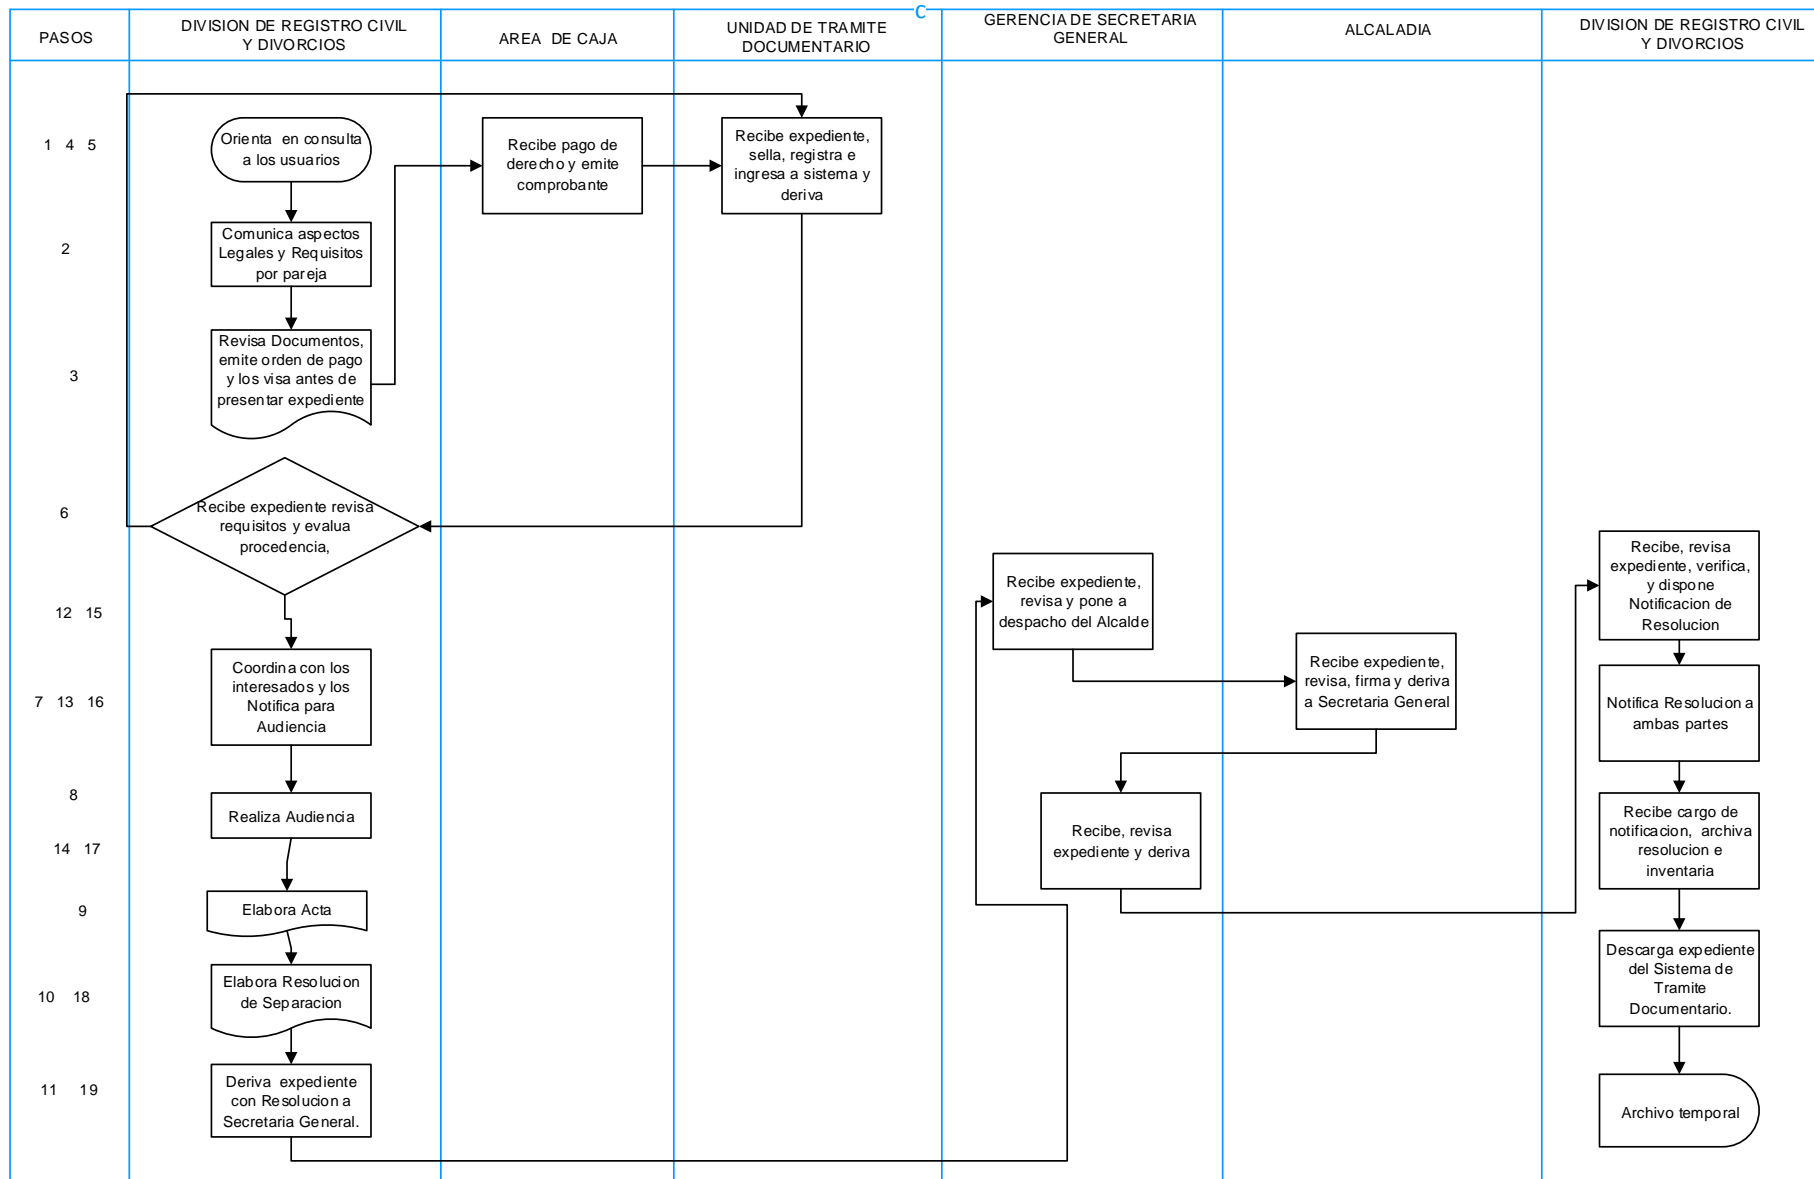 C
PASOS
DIVISION DE REGISTRO CIVIL
Y DIVORCIOS
AREA DE CAJA
UNIDAD DE TRAMITE
DOCUMENTARIO
GERENCIA DE SECRETARIA
GENERAL
ALCALADIA
DIVISION DE REGISTRO CIVIL
Y DIVORCIOS
1 4 5
Orienta en consulta
a los usuarios
Recibe pago de
derecho y emite
comprobante
Recibe expediente,
sella, registra e
ingresa a sistema y
deriva
2
Comunica aspectos
Legales y Requisitos
por pareja
3
Revisa Documentos,
emite orden de pago
y los visa antes de
presentar expediente
6
Recibe expediente revisa
requisitos y evalua
procedencia,
12 15
Recibe expediente,
revisa y pone a
despacho del Alcalde
Recibe, revisa
expediente, verifica,
y dispone
Notificacion de
Resolucion
7 13 16
Coordina con los
interesados y los
Notifica para
Audiencia
Recibe expediente,
revisa, firma y deriva
a Secretaria General
Notifica Resolucion a
ambas partes
8
Realiza Audiencia
14 17
Recibe, revisa
expediente y deriva
Recibe cargo de
notificacion, archiva
resolucion e
inventaria
9
Elabora Acta
10 18
Elabora Resolucion
de Separacion
Descarga expediente
del Sistema de
Tramite
Documentario.
11 19
Deriva expediente
con Resolucion a
Secretaria General.
Archivo temporal